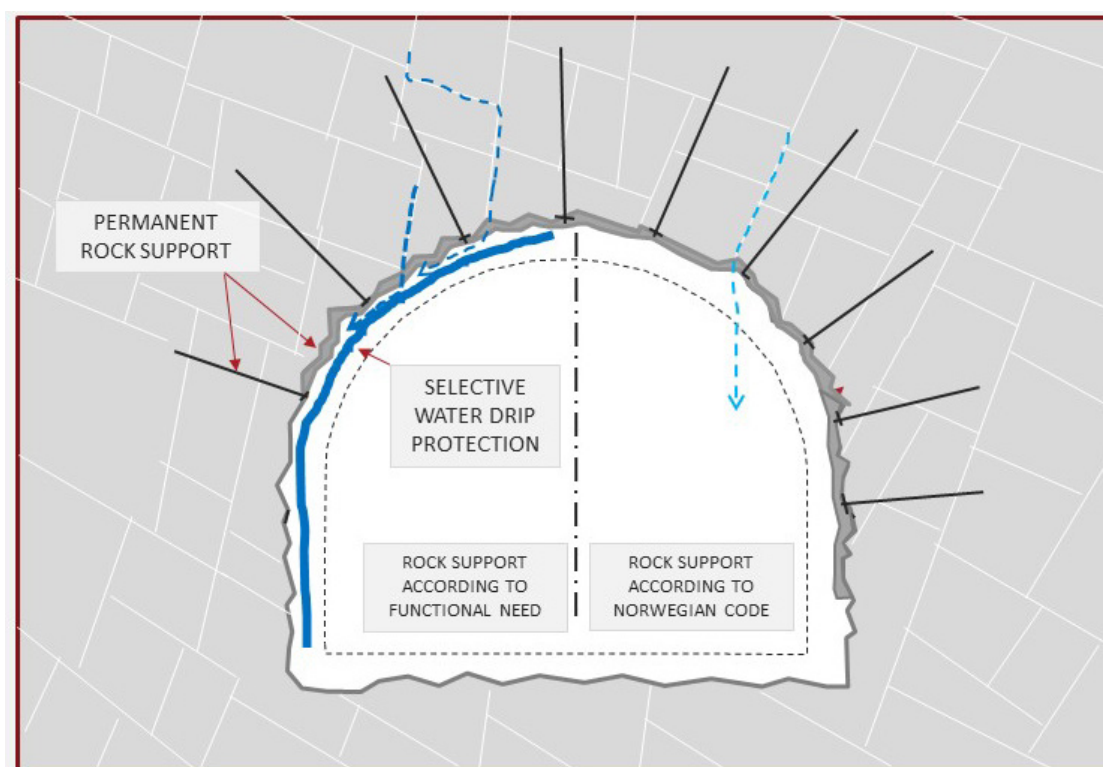 PERMANENT
ROCK SUPPORT
SELECTIVE
WATER DRIP
PROTECTION
ROCK SUPPORT
ACCORDING TO
FUNCTIONAL NEED
ROCK SUPPORT
ACCORDING TO
NORWEGIAN CODE